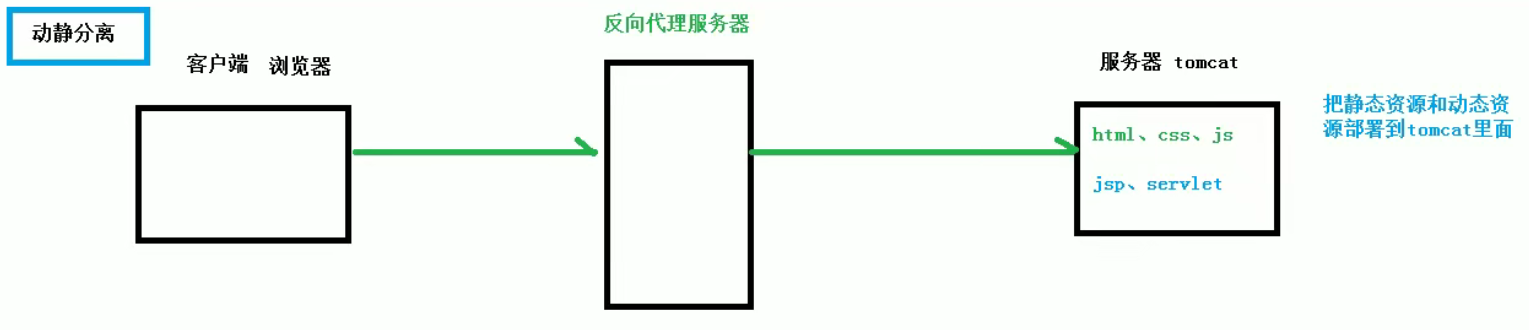 动静分离
反向代理服务器
客户端 浏览器
服务器 tomcat
html、css、js
jsp、servlet
把静态资源和动态资
源部署到tomcat里面